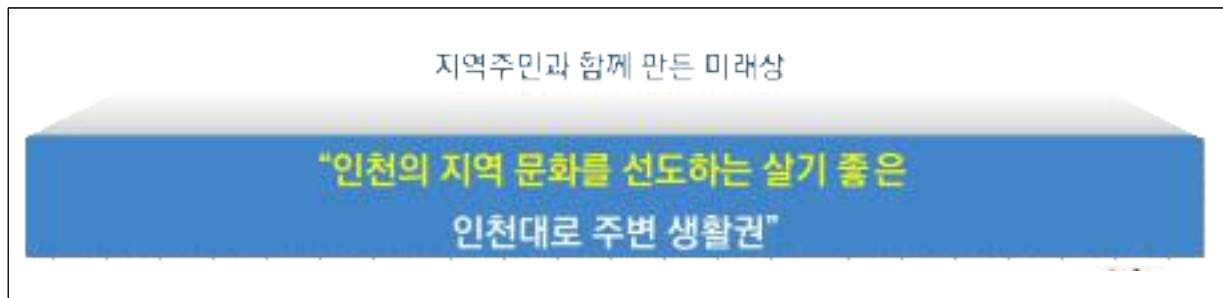 지역주민과 함께 만든 미래상
“인천의 지역 문화를 선도하는 살기 좋은
인천대로 주변 생활권”